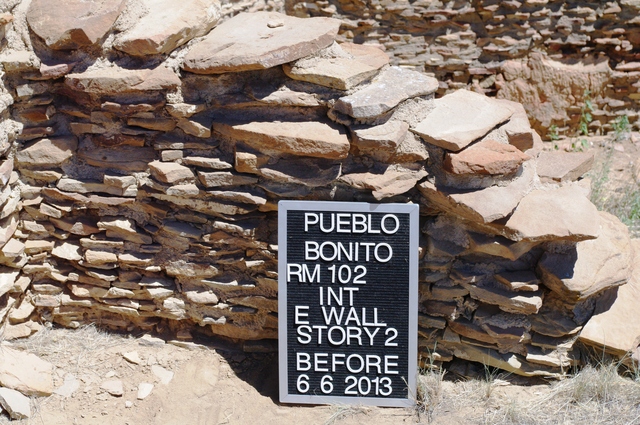 PUEBLO
BONITO
RM 102
INT
E WALL
STORY 2
BEFORE
6 6 2013